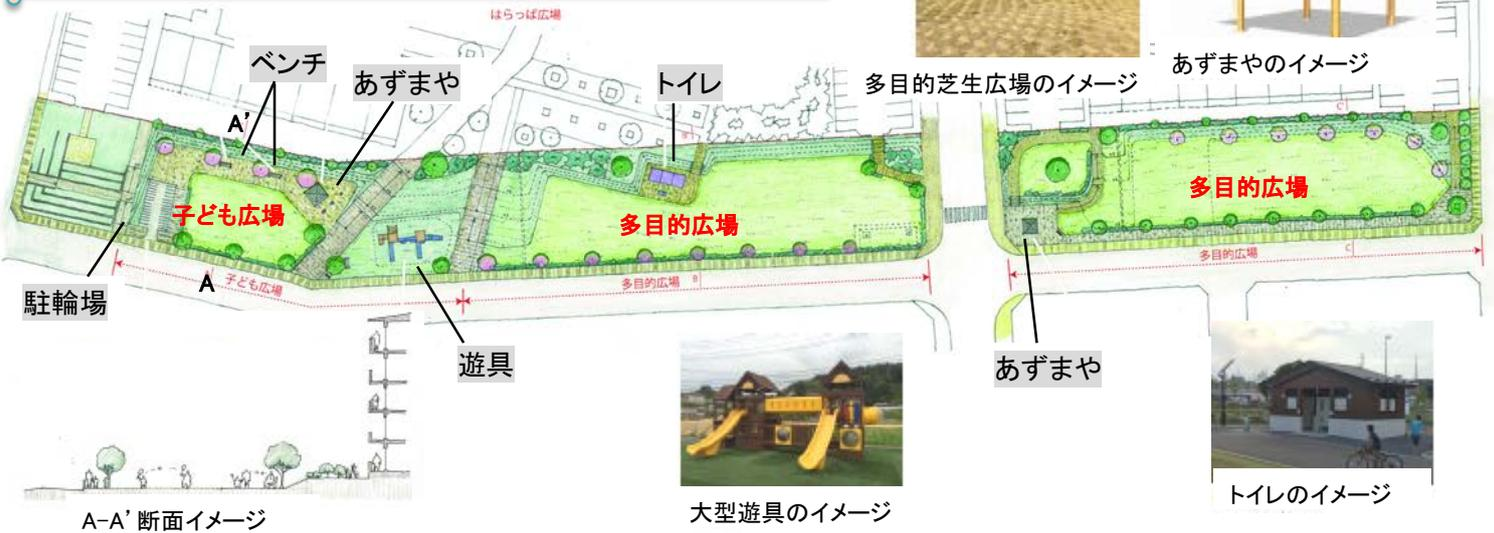 はらっぱ広場
ベンチ
あずまや
トイレ
多目的芝生広場のイメージ
あずまやのイメージ
A'
B'
C'
子ども広場
多目的広場
多目的広場
駐輪場
A
子ども広場
多目的広場
B
多目的広場
C
遊具
あずまや
A-A’断面イメージ
大型遊具のイメージ
トイレのイメージ